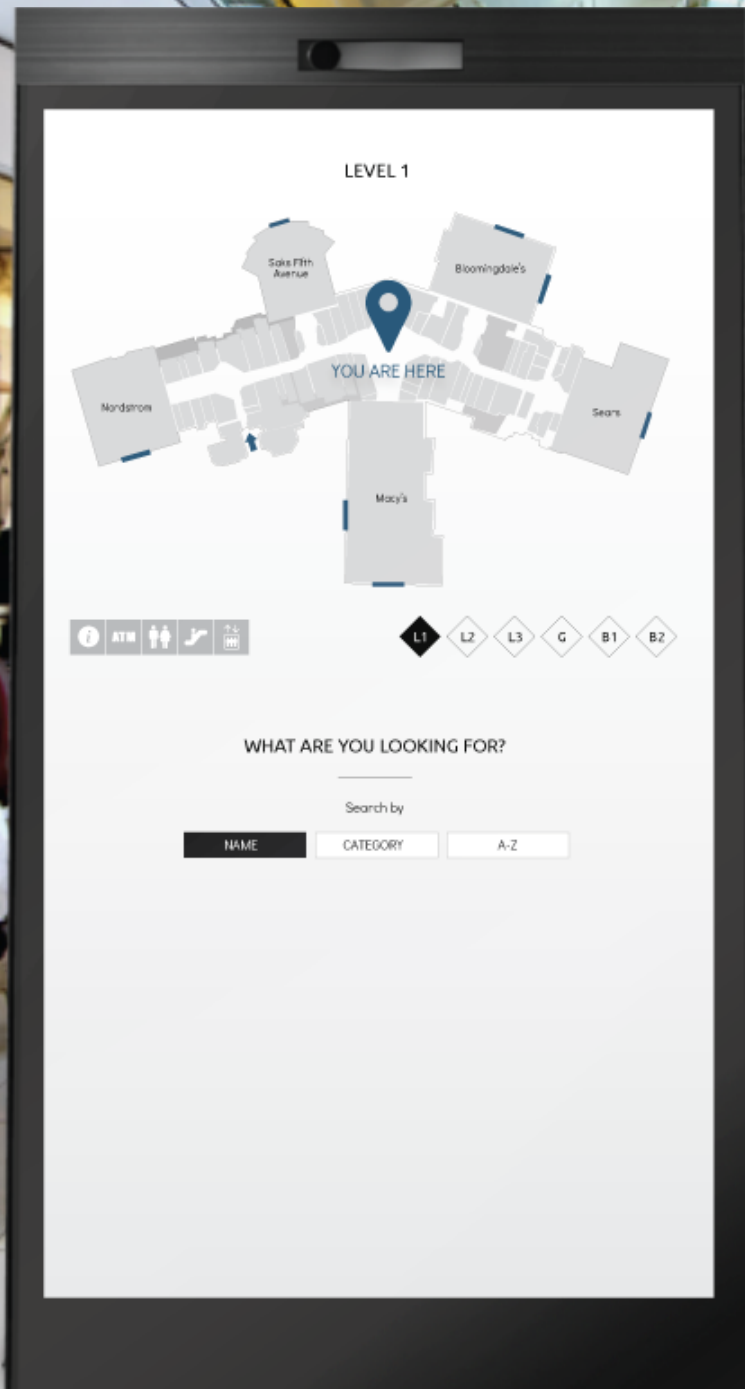 LEVEL 1
Saks Fifth
Avenue
Bloomingdale's
YOU ARE HERE
Nordstrom
Sears
Macy's
i
ATM
L1
L2
L3
G
B1
B2
WHAT ARE YOU LOOKING FOR?
Search by
NAME
CATEGORY
A-Z